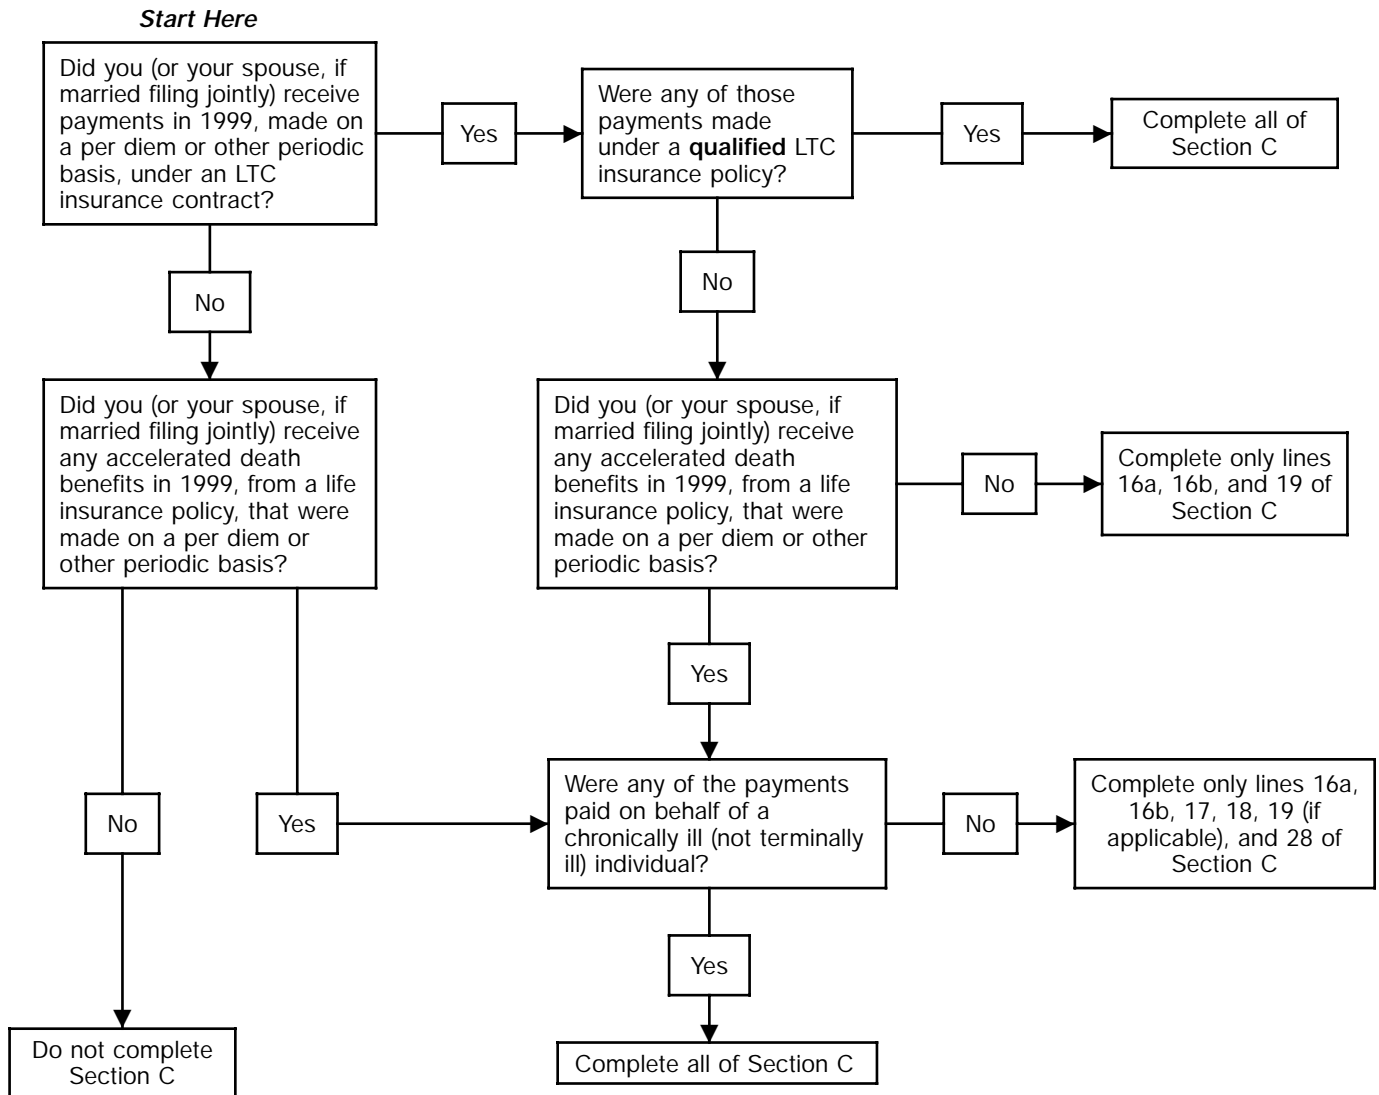 Start Here
Did you (or your spouse, if
married filing jointly) receive
payments in 1999, made on
a per diem or other periodic
basis, under an LTC
insurance contract?
Yes
Were any of those
payments made
under a qualified LTC
insurance policy?
Yes
Complete all of
Section C
No
No
Did you (or your spouse, if
married filing jointly) receive
any accelerated death
benefits in 1999, from a life
insurance policy, that were
made on a per diem or
other periodic basis?
Did you (or your spouse, if
married filing jointly) receive
any accelerated death
benefits in 1999, from a life
insurance policy, that were
made on a per diem or other
periodic basis?
No
Complete only lines
16a, 16b, and 19 of
Section C
Yes
No
Yes
Were any of the payments
paid on behalf of a
chronically ill (not terminally
ill) individual?
No
Complete only lines 16a,
16b, 17, 18, 19 (if
applicable), and 28 of
Section C
Yes
Do not complete
Section C
Complete all of Section C